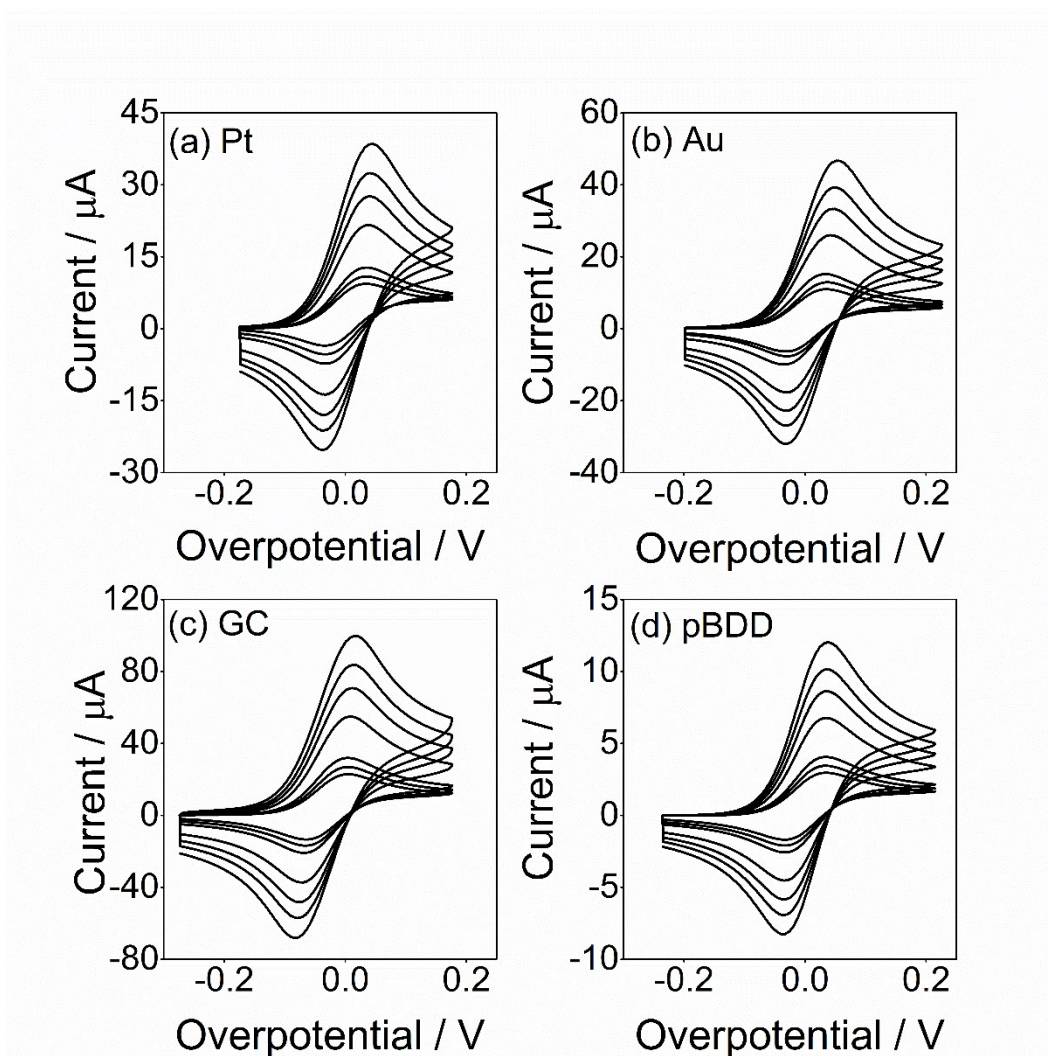 (a) Pt
45
30
15
0
-15
-30
Current / μA
-0.2 0.0 0.2
Overpotential / V
(b) Au
60
40
20
0
-20
-40
Current / μA
-0.2 0.0 0.2
Overpotential / V
(c) GC
120
80
40
0
-40
-80
Current / μA
-0.2 0.0 0.2
Overpotential / V
(d) pBDD
15
10
5
0
-5
-10
Current / μA
-0.2 0.0 0.2
Overpotential / V